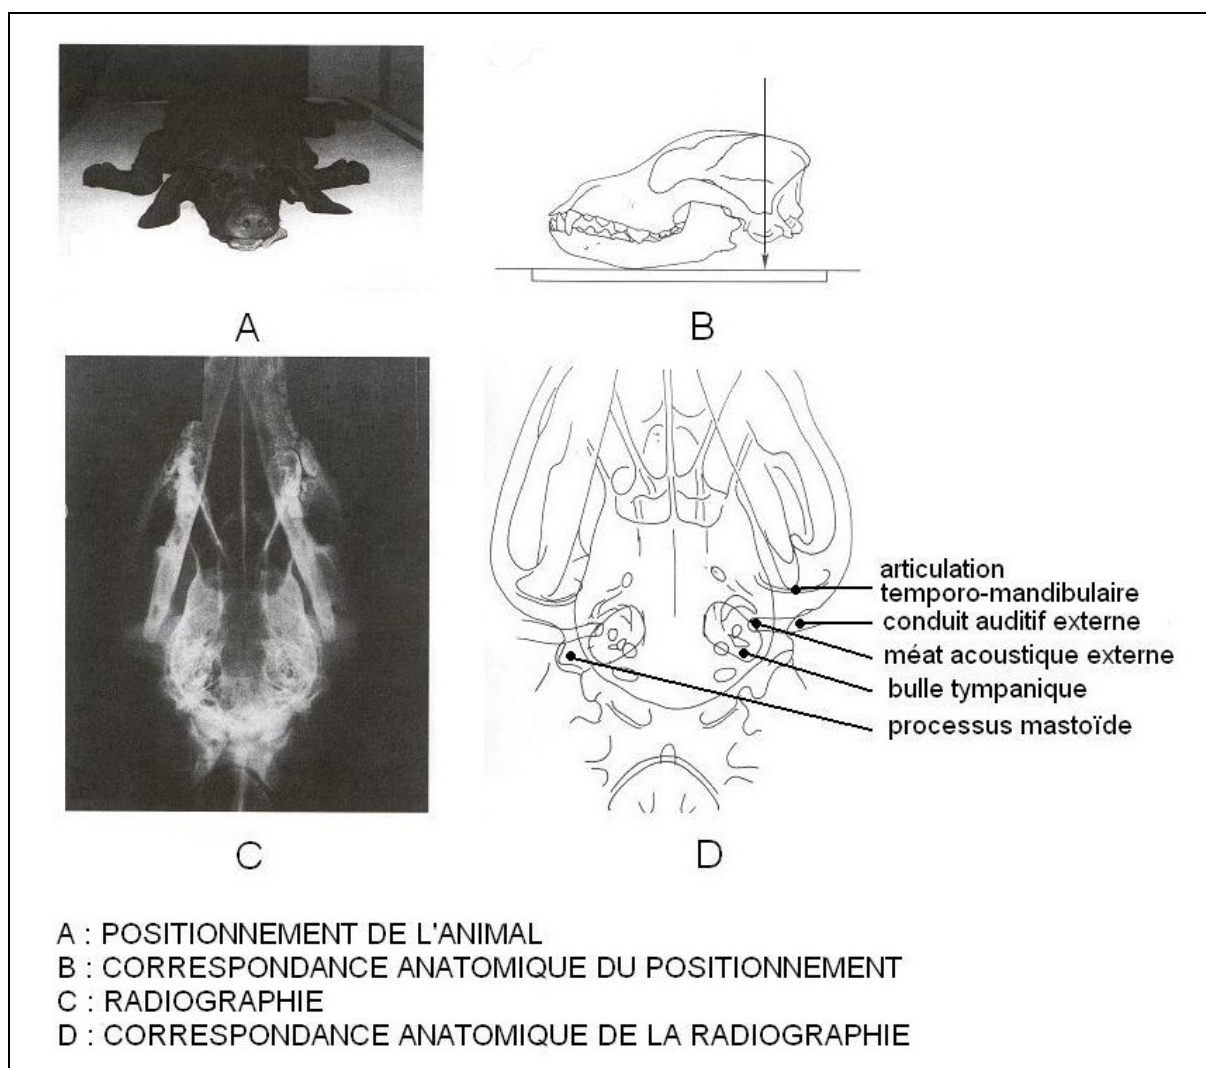 A
B
articulation
temporo-mandibulaire
conduit auditif externe
méat acoustique externe
bulle tympanique
processus mastoïde
C
D
A : POSITIONNEMENT DE L'ANIMAL
B : CORRESPONDANCE ANATOMIQUE DU POSITIONNEMENT
C : RADIOGRAPHIE
D : CORRESPONDANCE ANATOMIQUE DE LA RADIOGRAPHIE